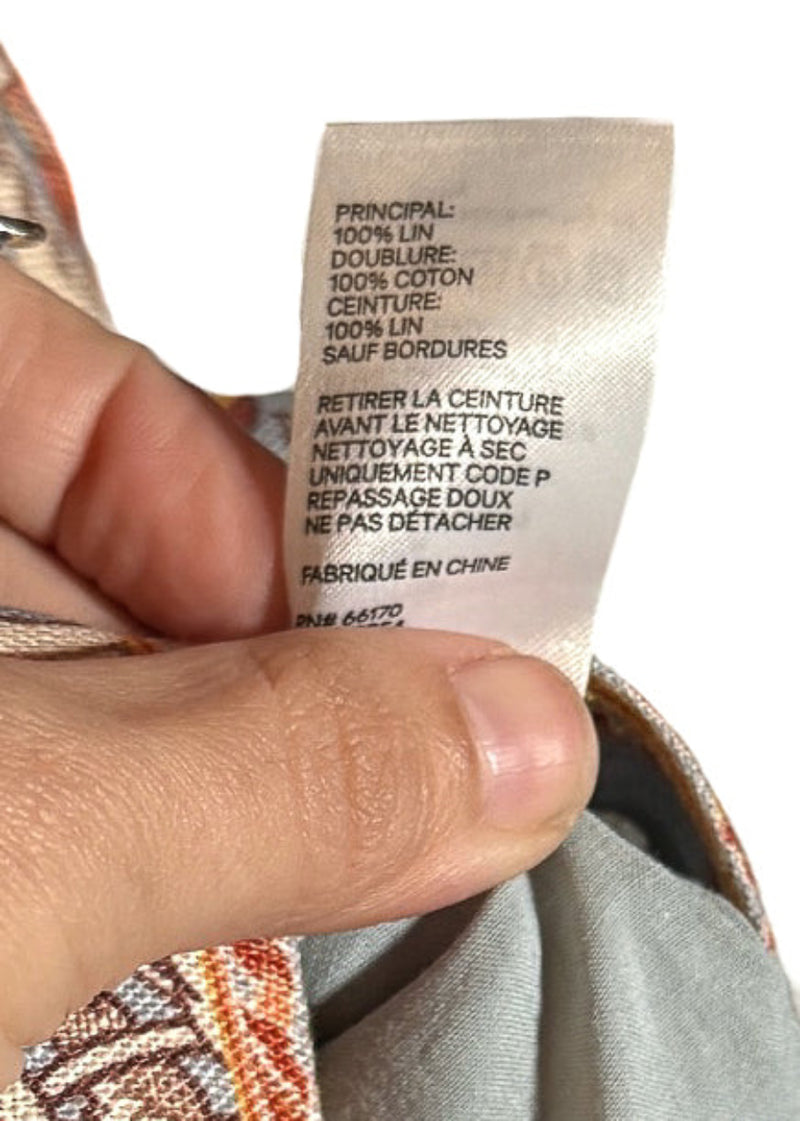 PRINCIPAL:
100% LIN
DOUBLURE:
100% COTON
CEINTURE:
100% LIN
SAUF BORDURES
RETIRER LA CEINTURE
AVANT LE NETTOYAGE
NETTOYAGE À SEC
UNIQUEMENT CODE P
REPASSAGE DOUX
NE PAS DÉTACHER
FABRIQUÉ EN CHINE
RN# 66170